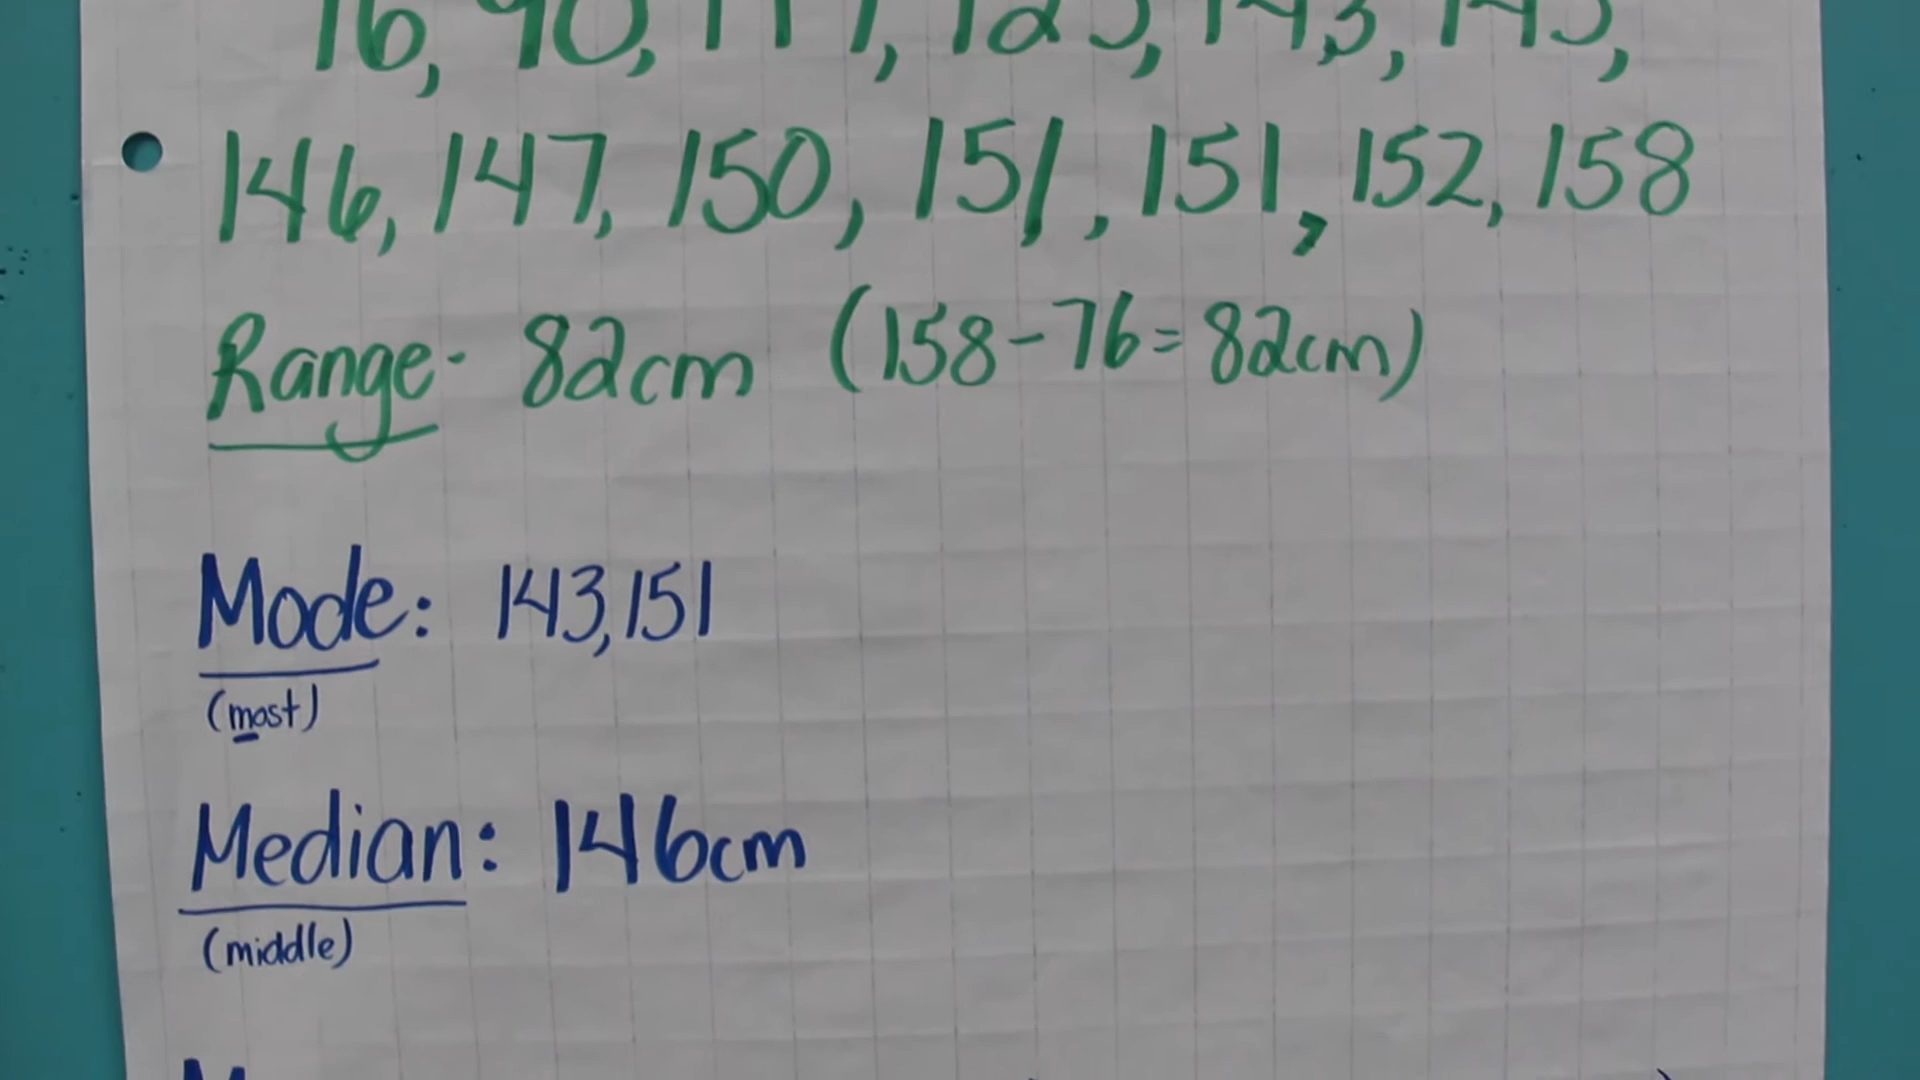 143,
146, 147, 150, 151, 151, 152, 158
Range- 82cm (158-76=82cm)
Mode: 143,151
(most)
Median: 146cm
(middle)